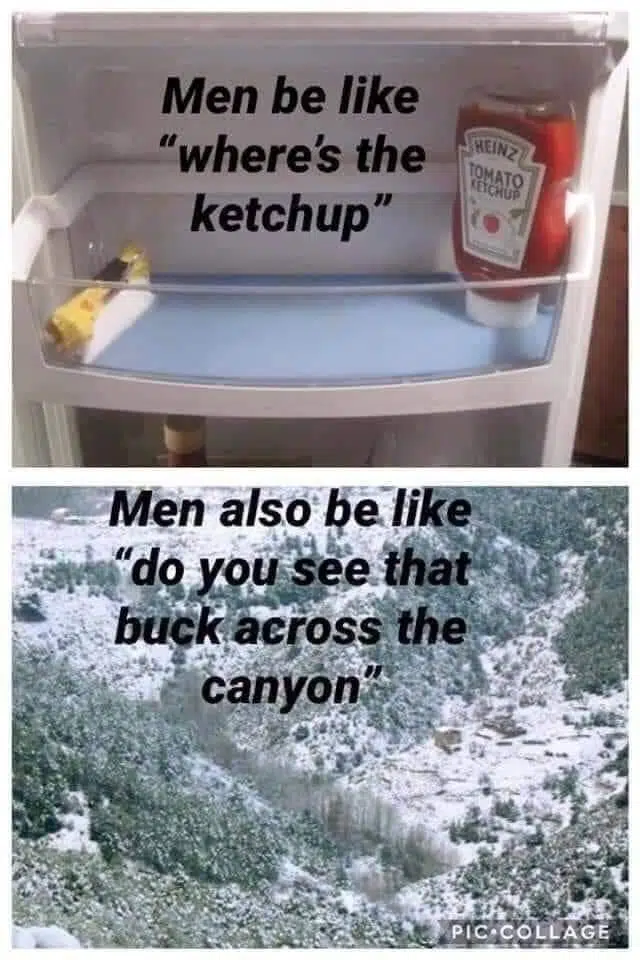 Men be like
“where’s the
ketchup”
HEINZ
TOMATO
KETCHUP
Men also be like
“do you see that
buck across the
canyon”
PIC•COLLAGE